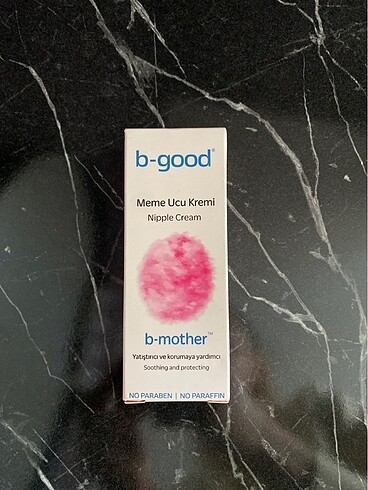 b-good®
Meme Ucu Kremi
Nipple Cream
b-mother™
Yatıştırıcı ve korumaya yardımcı
Soothing and protecting
NO PARABEN | NO PARAFFIN